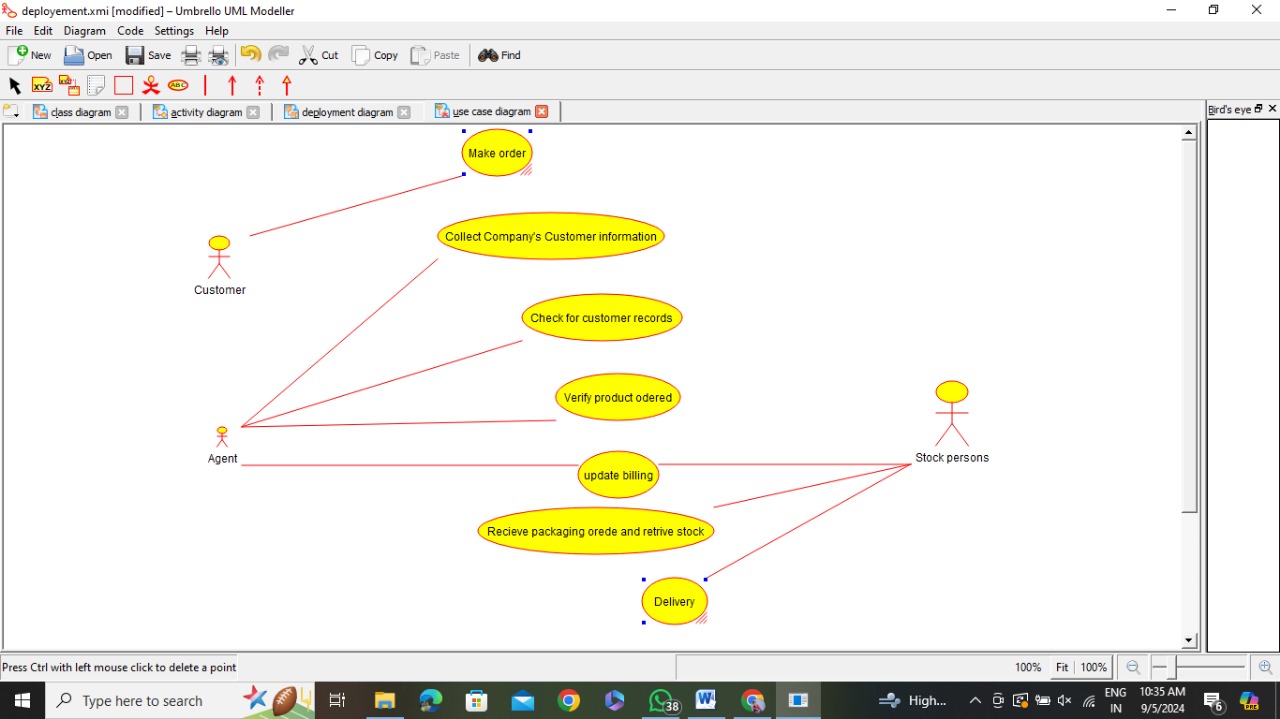 deployement.xmi [modified] – Umbrello UML Modeller
File Edit Diagram Code Settings Help
New Open Save Cut Copy Paste Find
XYZ ABC
class diagram activity diagram deployment diagram use case diagram Bird's eye
Make order
Collect Company's Customer information
Customer
Check for customer records
Verify product odered
Agent
Stock persons
update billing
Recieve packaging orede and retrive stock
Delivery
Press Ctrl with left mouse click to delete a point 100% Fit 100%
Type here to search
38
High...
ENG
IN
10:35 AM
9/5/2024
6
PRE